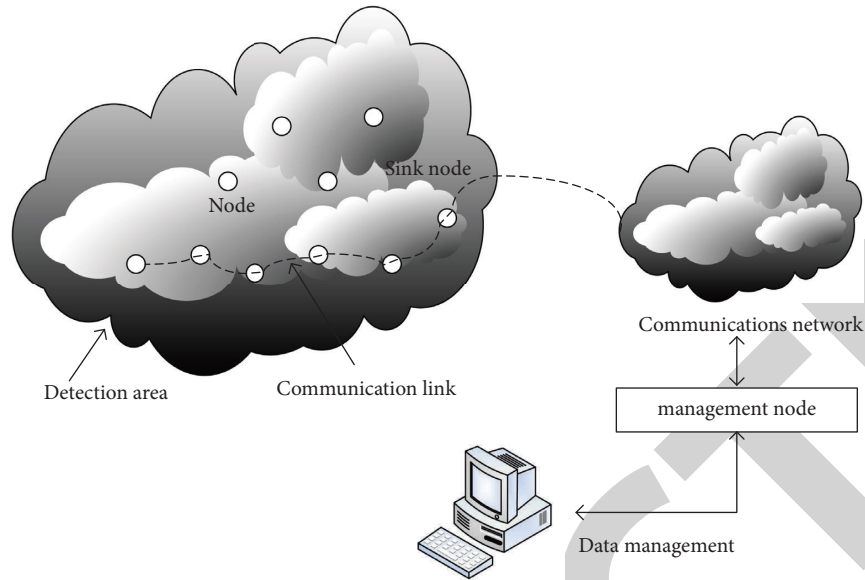 Sink node
Node
Communications network
Detection area
Communication link
management node
Data management